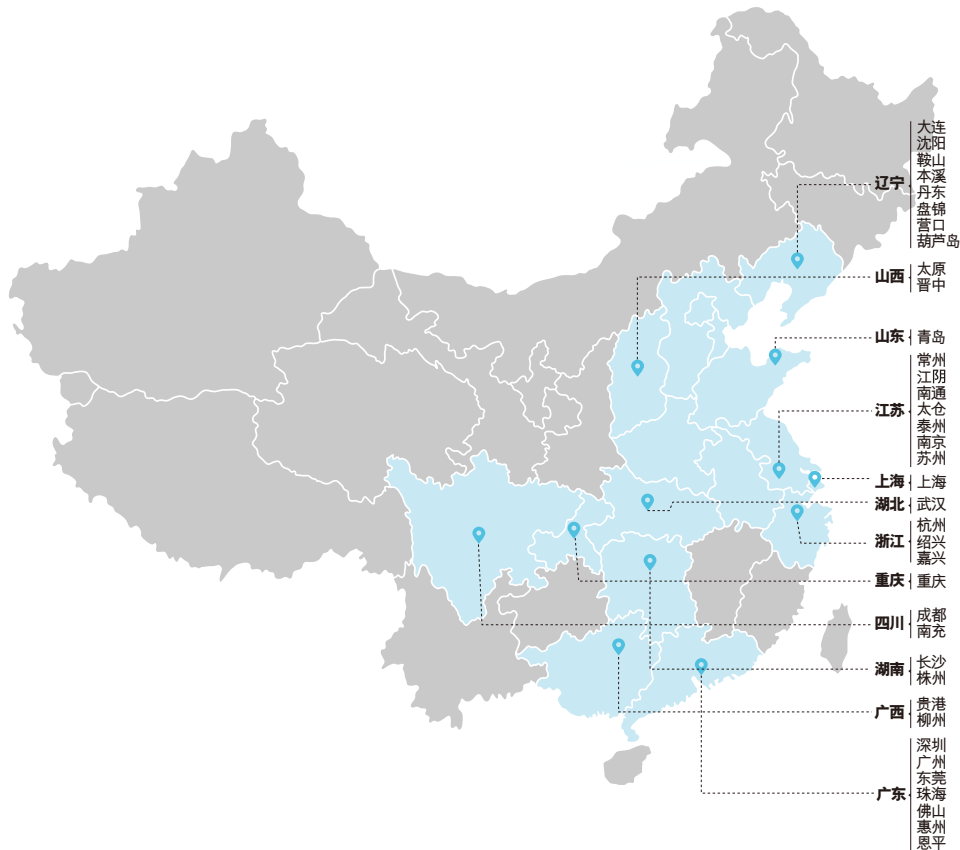 辽宁
大连
沈阳
鞍山
本溪
丹东
盘锦
营口
葫芦岛
山西
太原
晋中
山东
青岛
江苏
常州
江阴
南通
太仓
泰州
南京
苏州
上海
上海
湖北
武汉
浙江
杭州
绍兴
嘉兴
重庆
重庆
四川
成都
南充
湖南
长沙
株州
广西
贵港
柳州
广东
深圳
广州
东莞
珠海
佛山
惠州
恩平